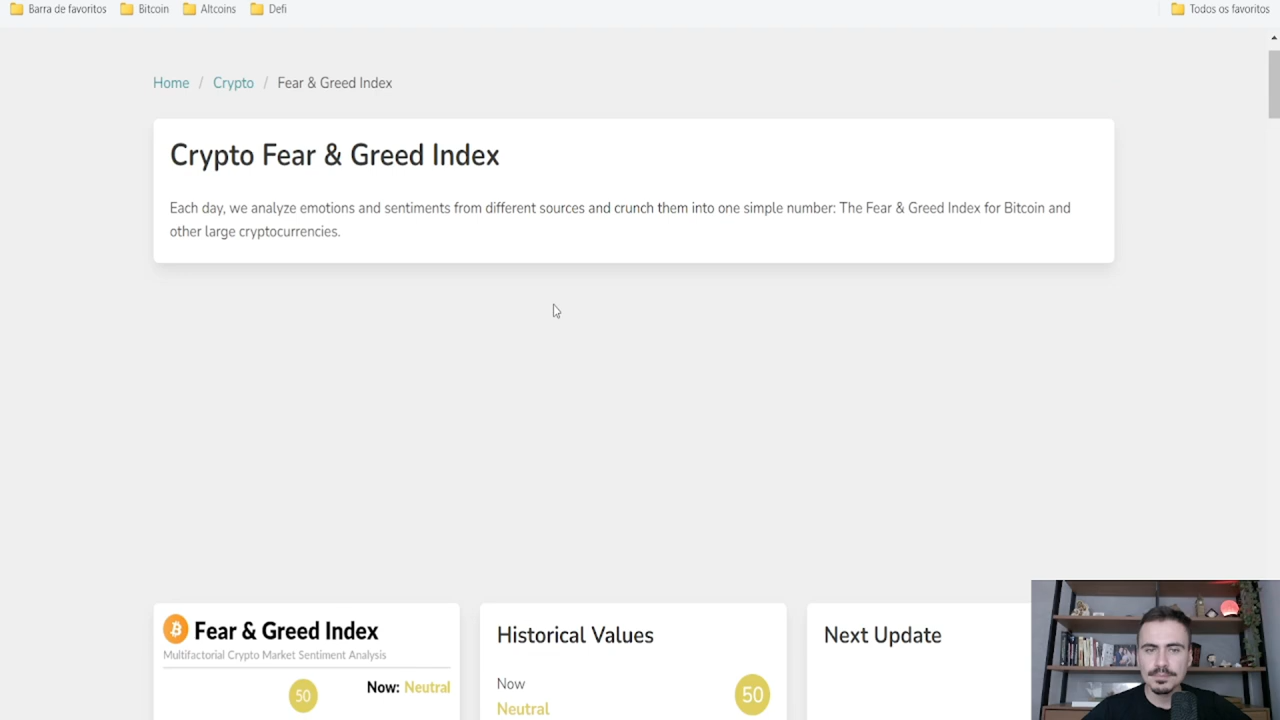 Barra de favoritos Bitcoin Altcoins Defi Todos os favoritos
Home / Crypto / Fear & Greed Index
Crypto Fear & Greed Index
Each day, we analyze emotions and sentiments from different sources and crunch them into one simple number: The Fear & Greed Index for Bitcoin and
other large cryptocurrencies.
Fear & Greed Index
Multifactorial Crypto Market Sentiment Analysis
50
Now: Neutral
Historical Values
Now
Neutral
50
Next Update